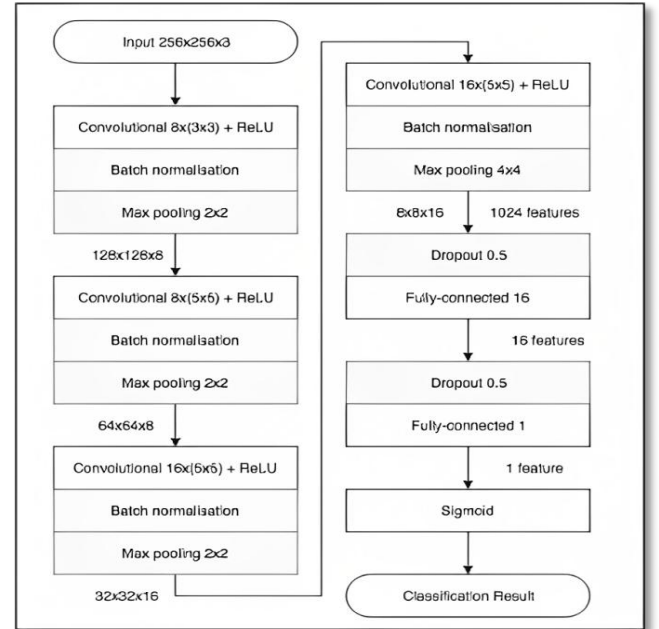 Input 256x256x3
Convolutional 8x(3x3) + ReLU
Batch normalisation
Max pooling 2x2
128x128x8
Convolutional 8x(5x5) + ReLU
Batch normalisation
Max pooling 2x2
64x64x8
Convolutional 16x(5x5) + ReLU
Batch normalisation
Max pooling 2x2
32x32x16
Convolutional 16x(5x5) + ReLU
Batch normalisation
Max pooling 4x4
8x8x16 1024 features
Dropout 0.5
Fully-connected 16
16 features
Dropout 0.5
Fully-connected 1
1 feature
Sigmoid
Classification Result